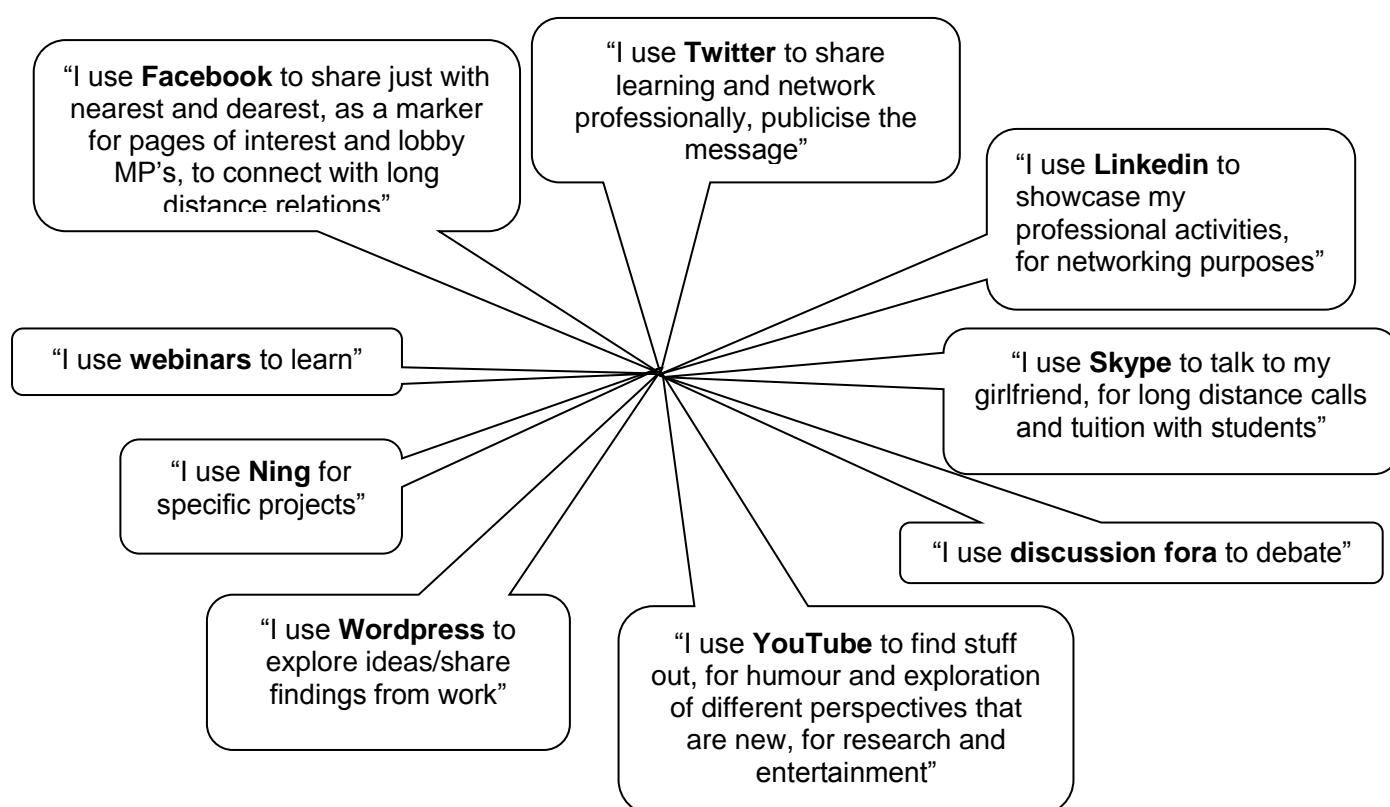 “I use Facebook to share just with
nearest and dearest, as a marker
for pages of interest and lobby
MP’s, to connect with long
distance relations”
“I use Twitter to share
learning and network
professionally, publicise the
message”
“I use Linkedin to
showcase my
professional activities,
for networking purposes”
“I use webinars to learn”
“I use Skype to talk to my
girlfriend, for long distance calls
and tuition with students”
“I use Ning for
specific projects”
“I use discussion fora to debate”
“I use Wordpress to
explore ideas/share
findings from work”
“I use YouTube to find stuff
out, for humour and exploration
of different perspectives that
are new, for research and
entertainment”